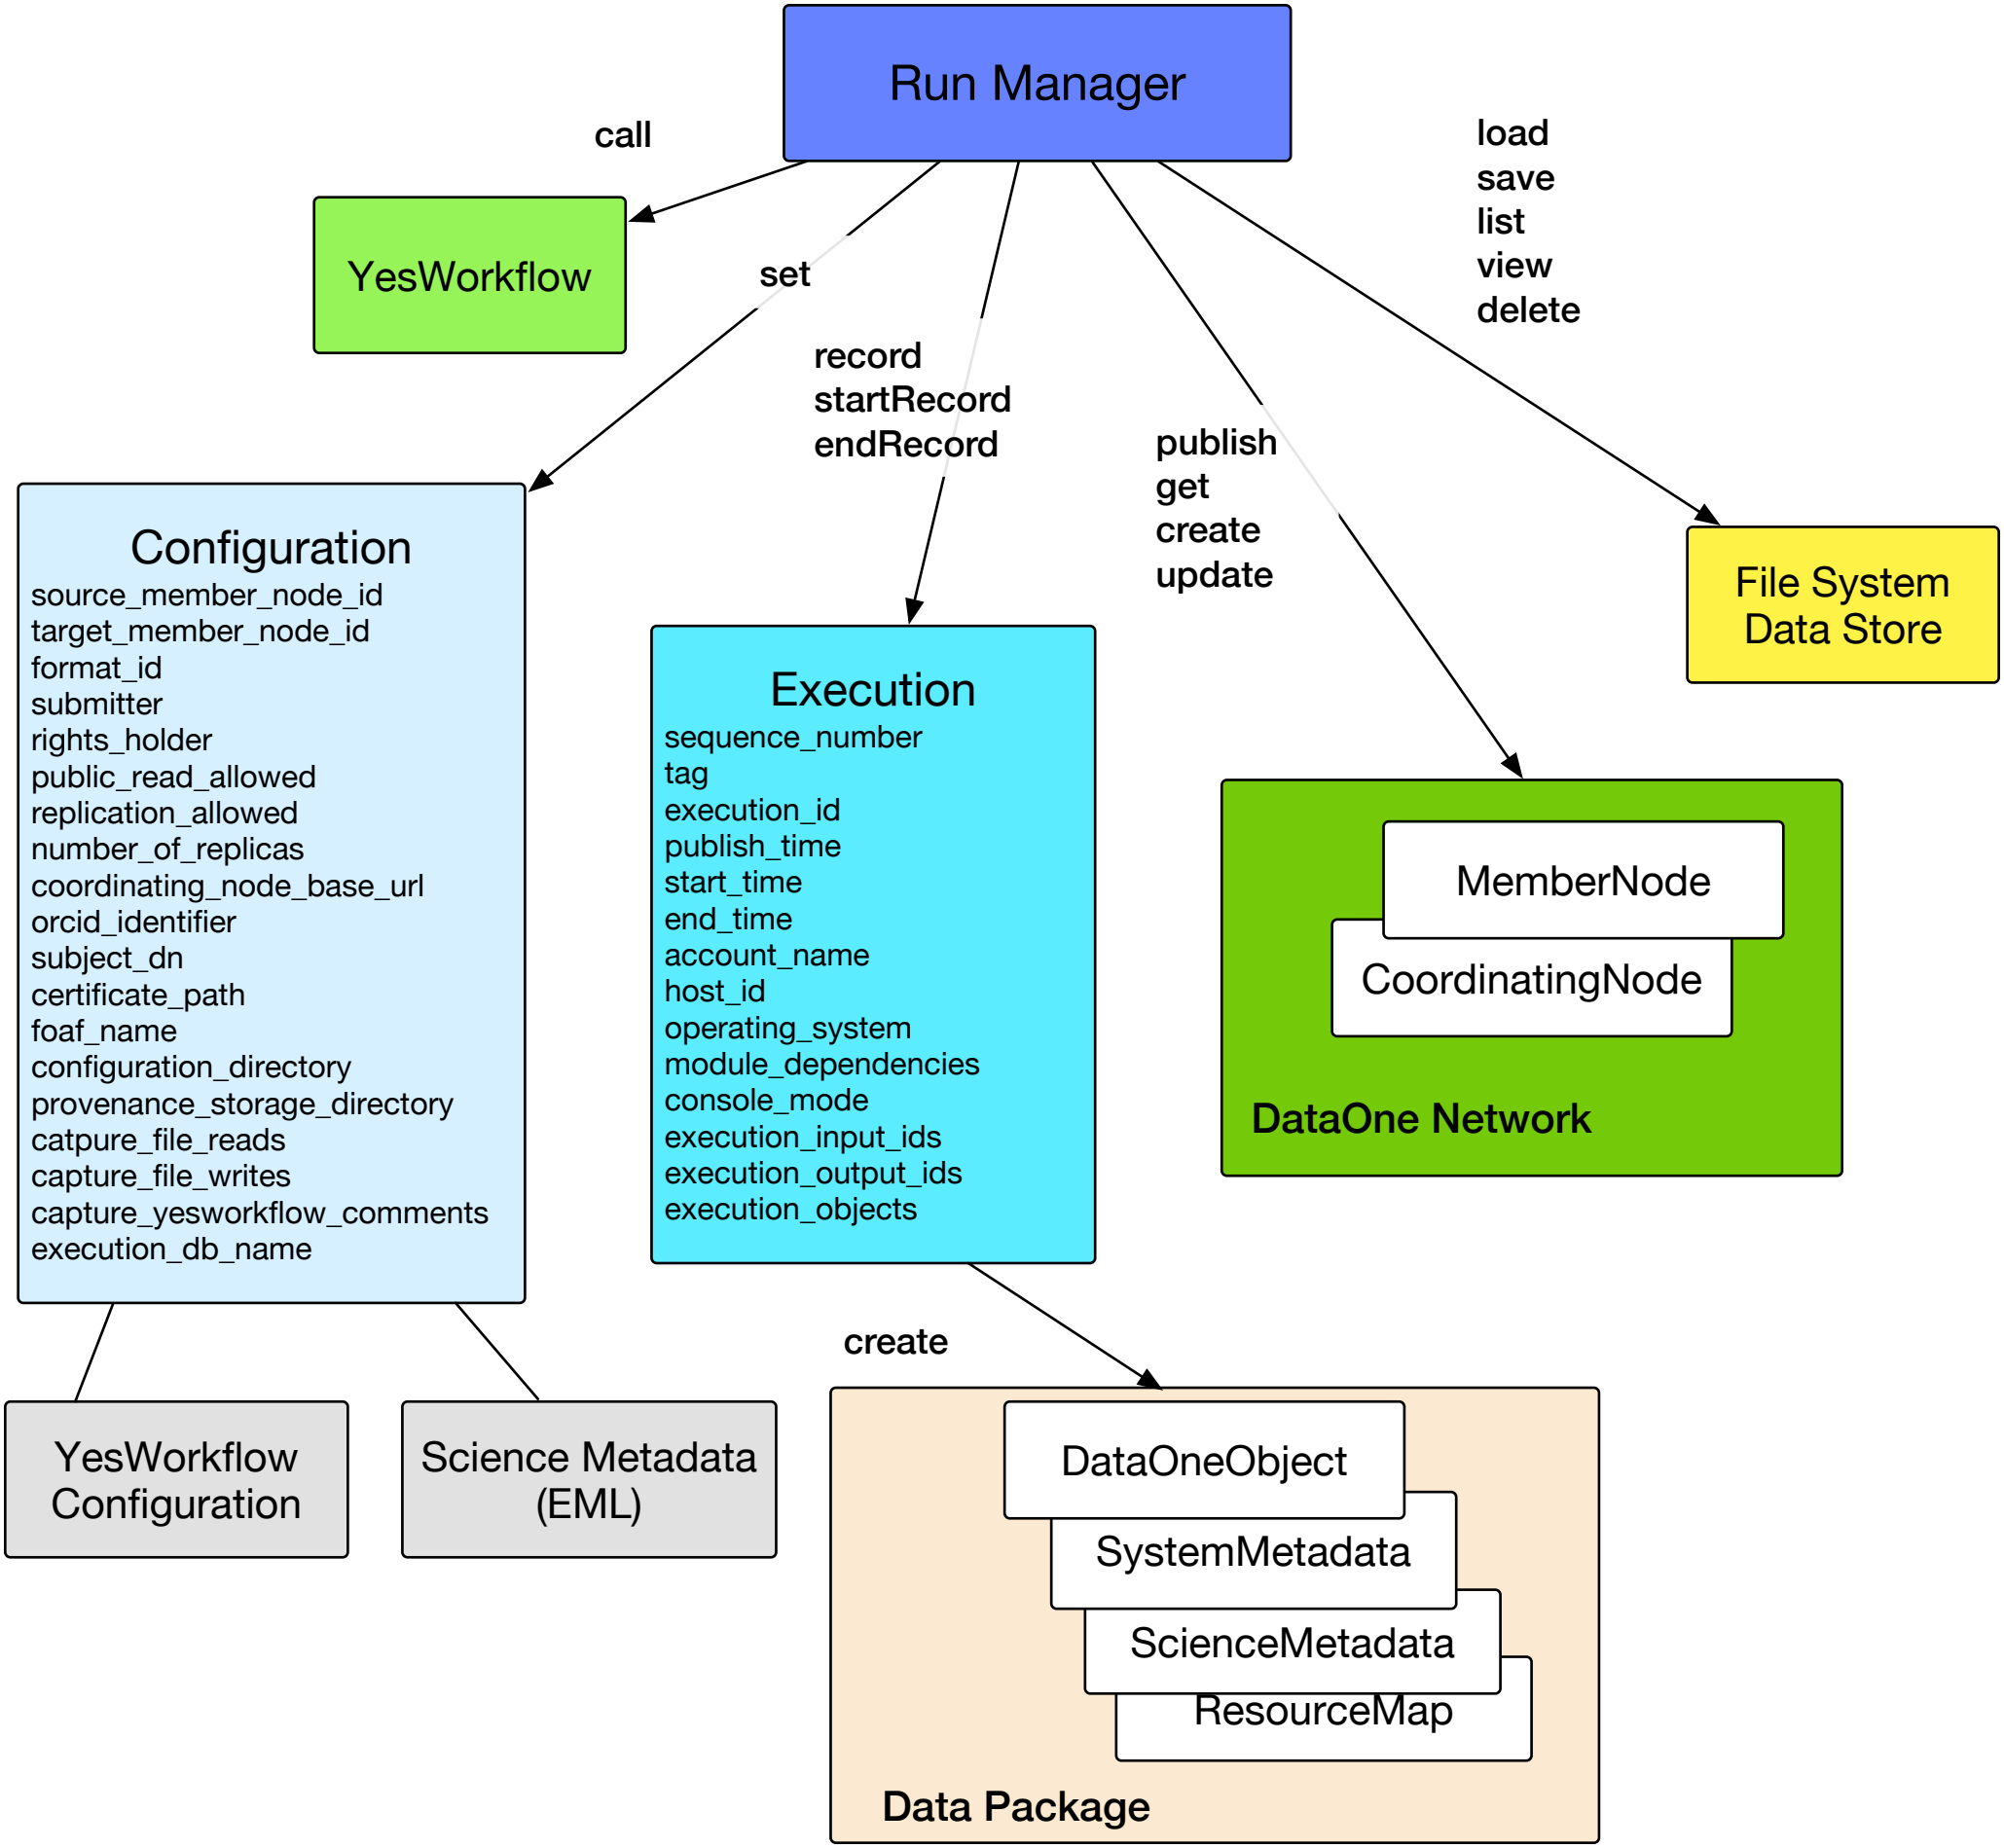 Run Manager
call
load
save
list
view
delete
YesWorkflow
set
record
startRecord
endRecord
publish
get
create
update
File System
Data Store
Configuration
source_member_node_id
target_member_node_id
format_id
submitter
rights_holder
public_read_allowed
replication_allowed
number_of_replicas
coordinating_node_base_url
orcid_identifier
subject_dn
certificate_path
foaf_name
configuration_directory
provenance_storage_directory
catpure_file_reads
capture_file_writes
capture_yesworkflow_comments
execution_db_name
Execution
sequence_number
tag
execution_id
publish_time
start_time
end_time
account_name
host_id
operating_system
module_dependencies
console_mode
execution_input_ids
execution_output_ids
execution_objects
MemberNode
CoordinatingNode
DataOne Network
create
YesWorkflow
Configuration
Science Metadata
(EML)
DataOneObject
SystemMetadata
ScienceMetadata
ResourceMap
Data Package